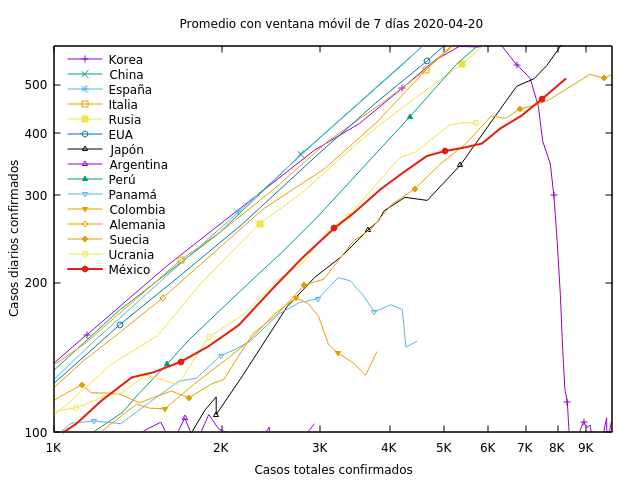 Promedio con ventana móvil de 7 días 2020-04-20
Casos diarios confirmados
500
400
300
200
100
Korea
China
España
Italia
Rusia
EUA
Japón
Argentina
Perú
Panamá
Colombia
Alemania
Suecia
Ucrania
México
1K
2K
3K
4K
5K
6K
7K
8K
9K
Casos totales confirmados